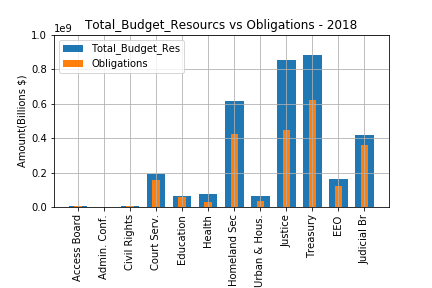 Total_Budget_Resourcs vs Obligations - 2018
1e9
1.0
0.8
0.6
0.4
0.2
0.0
Amount(Billions $)
Total_Budget_Res
Obligations
Access Board
Admin. Conf.
Civil Rights
Court Serv.
Education
Health
Homeland Sec
Urban & Hous.
Justice
Treasury
EEO
Judicial Br